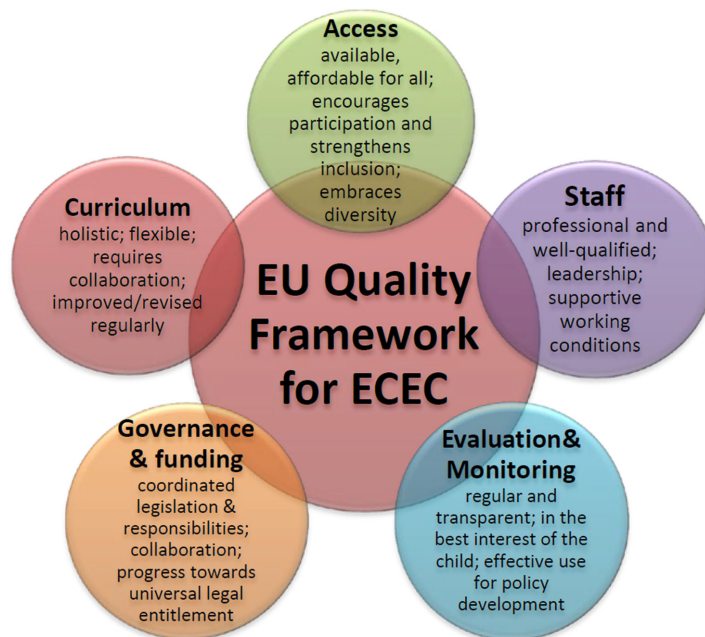 Access
available,
affordable for all;
encourages
participation and
strengthens
inclusion;
embraces
diversity
Staff
professional and
well-qualified;
leadership;
supportive
working
conditions
Evaluation&
Monitoring
regular and
transparent; in the
best interest of the
child; effective use
for policy
development
Governance
& funding
coordinated
legislation &
responsibilities;
collaboration;
progress towards
universal legal
entitlement
Curriculum
holistic; flexible;
requires
collaboration;
improved/revised
regularly
EU Quality
Framework
for ECEC